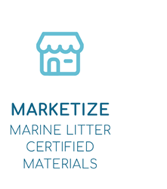 MARKETIZE
MARINE LITTER
CERTIFIED
MATERIALS